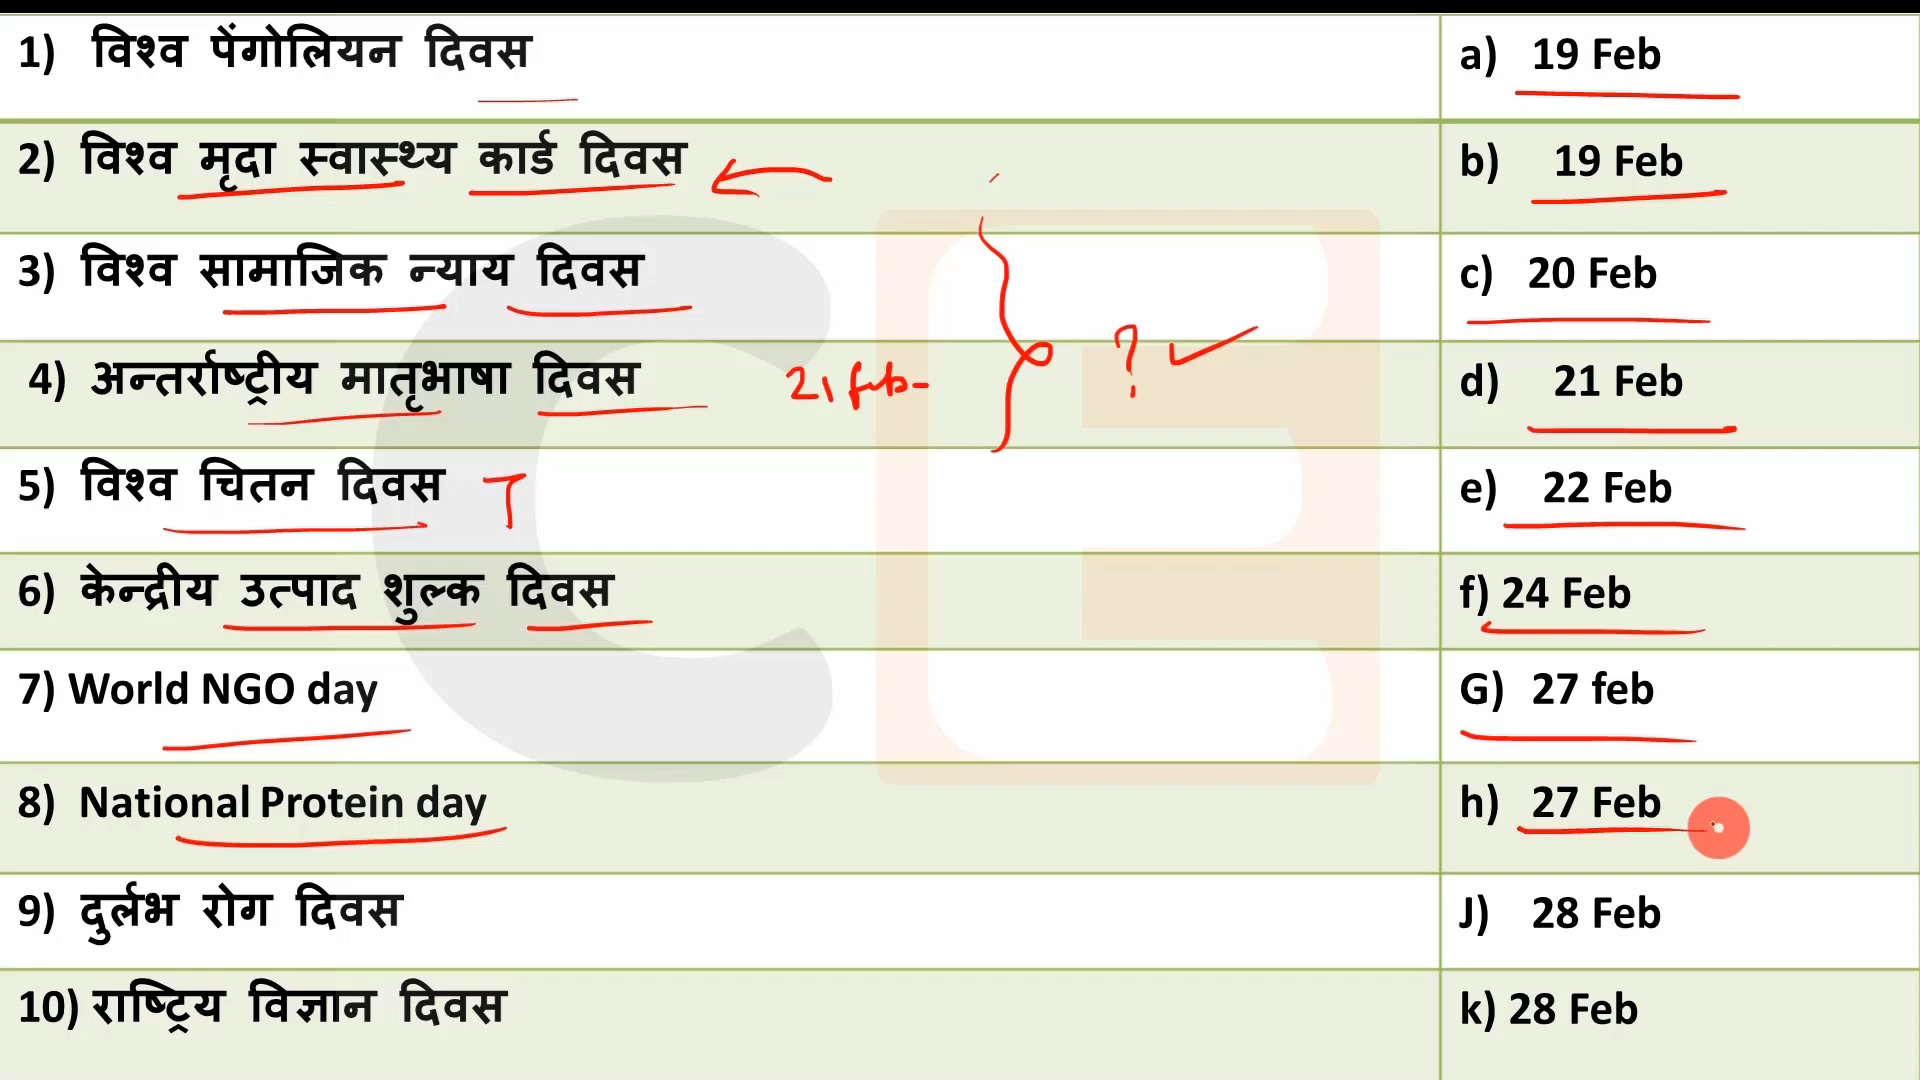 1) विश्व पेंगोलियन दिवस a) 19 Feb
2) विश्व मृदा स्वास्थ्य कार्ड दिवस b) 19 Feb
3) विश्व सामाजिक न्याय दिवस c) 20 Feb
4) अन्तर्राष्ट्रीय मातृभाषा दिवस 21 feb- ? d) 21 Feb
5) विश्व चितन दिवस T e) 22 Feb
6) केन्द्रीय उत्पाद शुल्क दिवस f) 24 Feb
7) World NGO day G) 27 feb
8) National Protein day h) 27 Feb
9) दुर्लभ रोग दिवस J) 28 Feb
10) राष्ट्रिय विज्ञान दिवस k) 28 Feb
CE